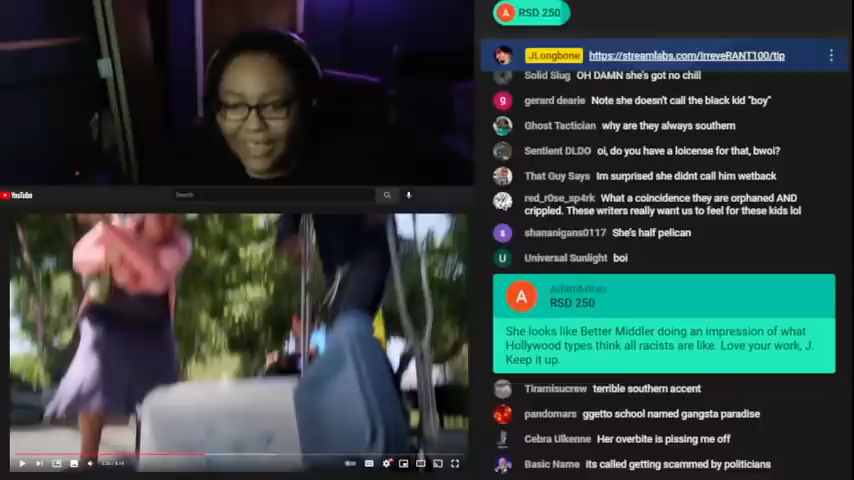 RSD 250
JLongbone https://streamlabs.com/IrreveRANT100/tip
Solid Slug OH DAMN she's got no chill
gerard dearie Note she doesn't call the black kid "boy"
Ghost Tactician why are they always southern
Sentient DLDO oi, do you have a loicense for that, bwoi?
That Guy Says Im surprised she didnt call him wetback
red_r0se_sp4rk What a coincidence they are orphaned AND
crippled. These writers really want us to feel for these kids lol
shananigans0117 She's half pelican
Universal Sunlight boi
RSD 250
She looks like Better Middler doing an impression of what
Hollywood types think all racists are like. Love your work, J.
Keep it up.
Tiramisucrew terrible southern accent
pandomars ggetto school named gangsta paradise
Cebra Ulkenne Her overbite is pissing me off
Basic Name its called getting scammed by politicians
YouTube
Search